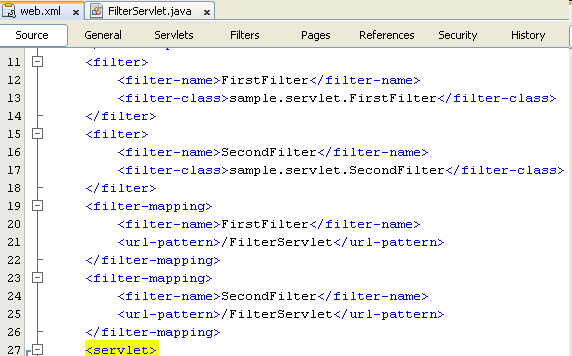 web.xml FilterServlet.java
Source General Servlets Filters Pages References Security History
11 <filter>
12 <filter-name>FirstFilter</filter-name>
13 <filter-class>sample.servlet.FirstFilter</filter-class>
14 </filter>
15 <filter>
16 <filter-name>SecondFilter</filter-name>
17 <filter-class>sample.servlet.SecondFilter</filter-class>
18 </filter>
19 <filter-mapping>
20 <filter-name>FirstFilter</filter-name>
21 <url-pattern>/FilterServlet</url-pattern>
22 </filter-mapping>
23 <filter-mapping>
24 <filter-name>SecondFilter</filter-name>
25 <url-pattern>/FilterServlet</url-pattern>
26 </filter-mapping>
27 <servlet>